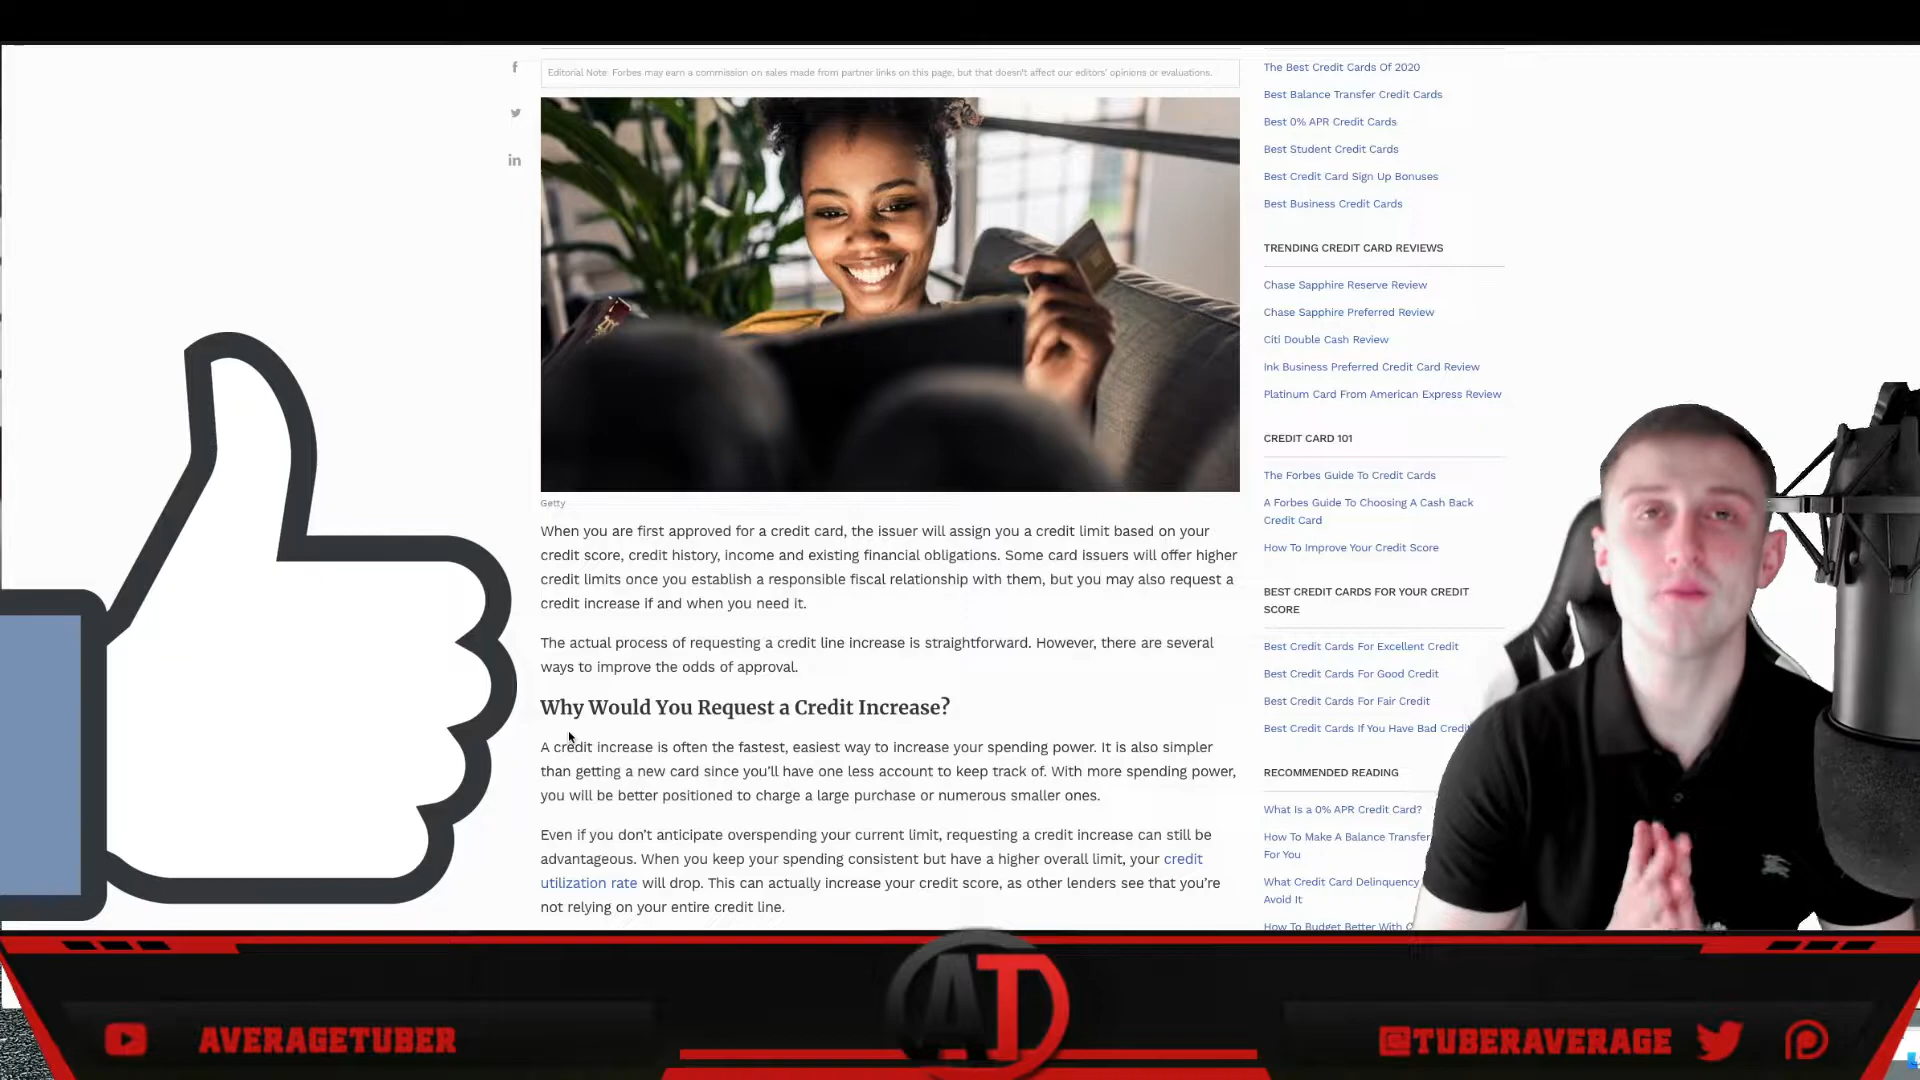 Editorial Note: Forbes may earn a commission on sales made from partner links on this page, but that doesn't affect our editors' opinions or evaluations.
Getty
When you are first approved for a credit card, the issuer will assign you a credit limit based on your
credit score, credit history, income and existing financial obligations. Some card issuers will offer higher
credit limits once you establish a responsible fiscal relationship with them, but you may also request a
credit increase if and when you need it.
The actual process of requesting a credit line increase is straightforward. However, there are several
ways to improve the odds of approval.
Why Would You Request a Credit Increase?
A credit increase is often the fastest, easiest way to increase your spending power. It is also simpler
than getting a new card since you'll have one less account to keep track of. With more spending power,
you will be better positioned to charge a large purchase or numerous smaller ones.
Even if you don't anticipate overspending your current limit, requesting a credit increase can still be
advantageous. When you keep your spending consistent but have a higher overall limit, your credit
utilization rate will drop. This can actually increase your credit score, as other lenders see that you're
not relying on your entire credit line.
The Best Credit Cards Of 2020
Best Balance Transfer Credit Cards
Best 0% APR Credit Cards
Best Student Credit Cards
Best Credit Card Sign Up Bonuses
Best Business Credit Cards
TRENDING CREDIT CARD REVIEWS
Chase Sapphire Reserve Review
Chase Sapphire Preferred Review
Citi Double Cash Review
Ink Business Preferred Credit Card Review
Platinum Card From American Express Review
CREDIT CARD 101
The Forbes Guide To Credit Cards
A Forbes Guide To Choosing A Cash Back
Credit Card
How To Improve Your Credit Score
BEST CREDIT CARDS FOR YOUR CREDIT
SCORE
Best Credit Cards For Excellent Credit
Best Credit Cards For Good Credit
Best Credit Cards For Fair Credit
Best Credit Cards If You Have Bad Credit
RECOMMENDED READING
What Is a 0% APR Credit Card?
How To Make A Balance Transfer
For You
What Credit Card Delinquency
Avoid It
How To Budget Better With
AVERAGETUBER
AT
@TUBERAVERAGE